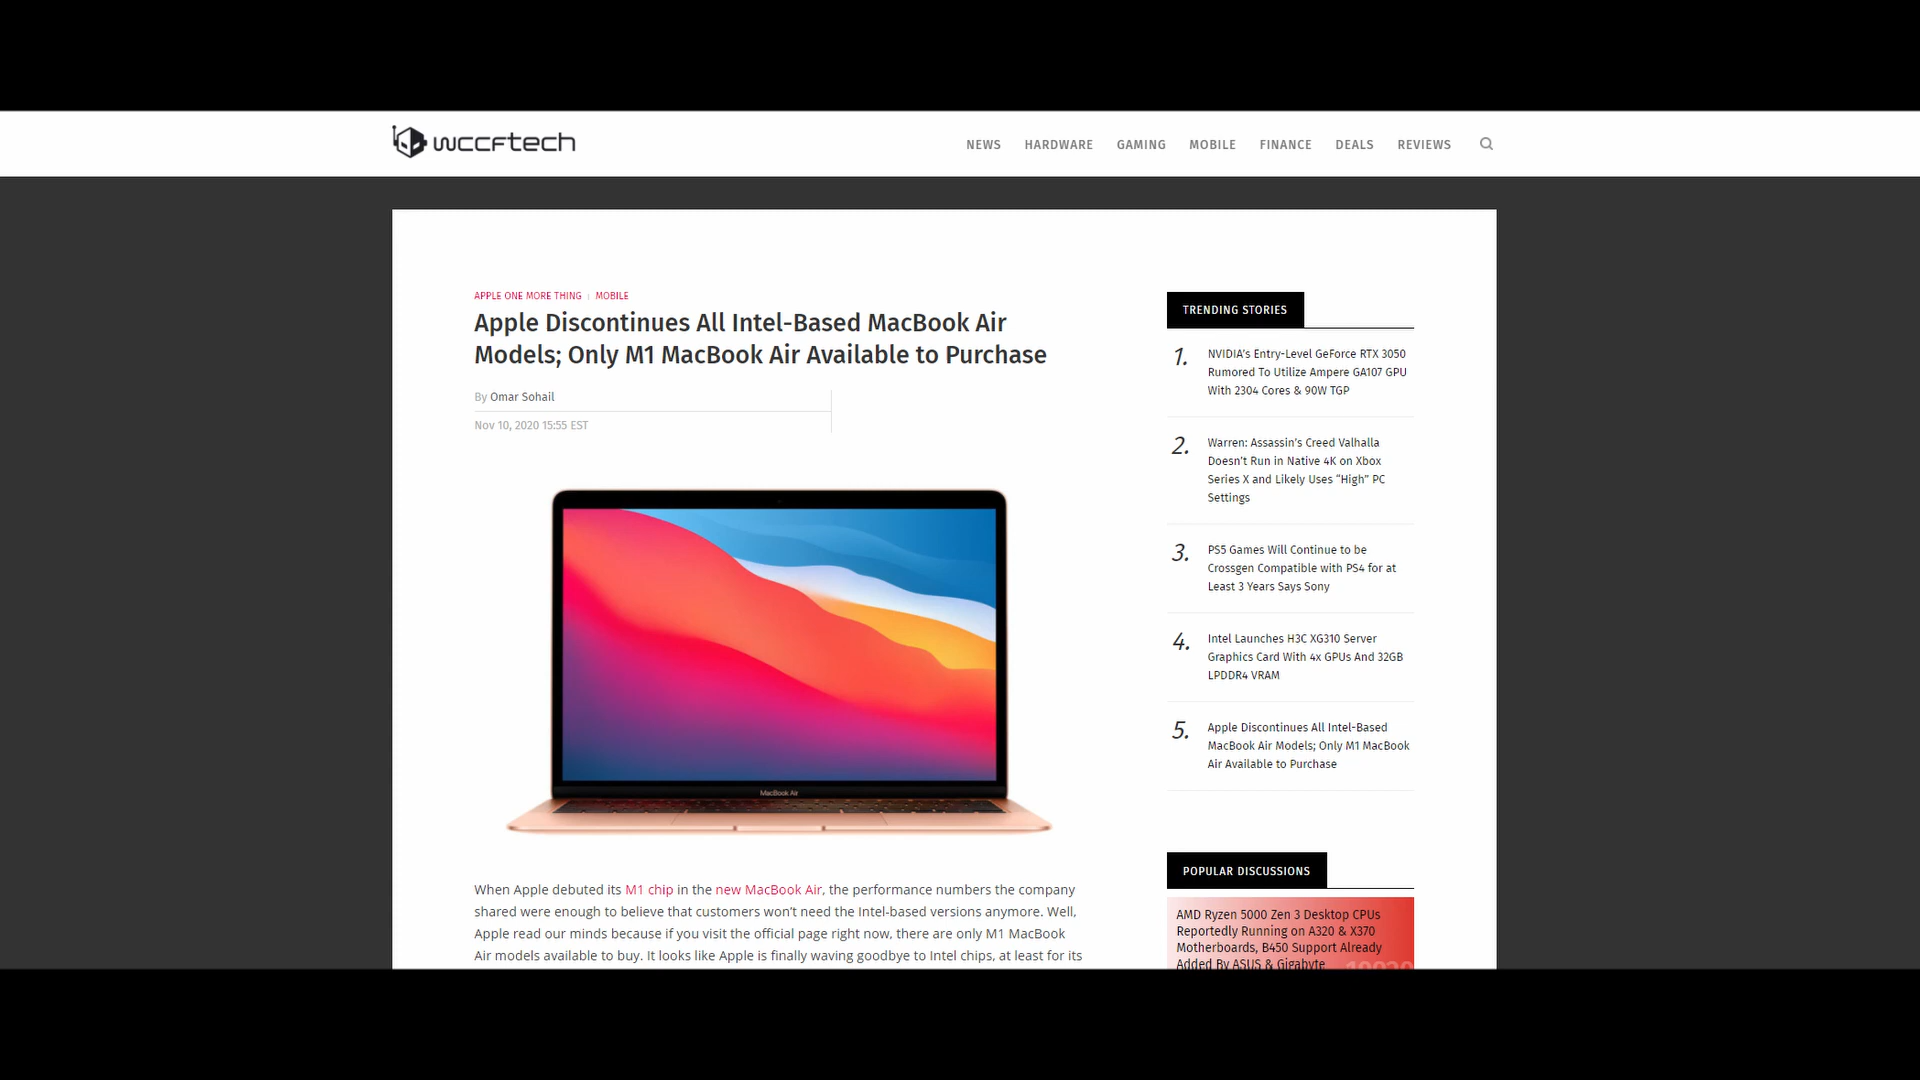 wccftech
NEWS HARDWARE GAMING MOBILE FINANCE DEALS REVIEWS
APPLE ONE MORE THING MOBILE
Apple Discontinues All Intel-Based MacBook Air
Models; Only M1 MacBook Air Available to Purchase
By Omar Sohail
Nov 10, 2020 15:55 EST
MacBook Air
When Apple debuted its M1 chip in the new MacBook Air, the performance numbers the company
shared were enough to believe that customers won't need the Intel-based versions anymore. Well,
Apple read our minds because if you visit the official page right now, there are only M1 MacBook
Air models available to buy. It looks like Apple is finally waving goodbye to Intel chips, at least for its
TRENDING STORIES
1.
NVIDIA's Entry-Level GeForce RTX 3050
Rumored To Utilize Ampere GA107 GPU
With 2304 Cores & 90W TGP
2.
Warren: Assassin's Creed Valhalla
Doesn't Run in Native 4K on Xbox
Series X and Likely Uses “High” PC
Settings
3.
PS5 Games Will Continue to be
Crossgen Compatible with PS4 for at
Least 3 Years Says Sony
4.
Intel Launches H3C XG310 Server
Graphics Card With 4x GPUs And 32GB
LPDDR4 VRAM
5.
Apple Discontinues All Intel-Based
MacBook Air Models; Only M1 MacBook
Air Available to Purchase
POPULAR DISCUSSIONS
AMD Ryzen 5000 Zen 3 Desktop CPUs
Reportedly Running on A320 & X370
Motherboards, B450 Support Already
Added By ASUS & Gigabyte